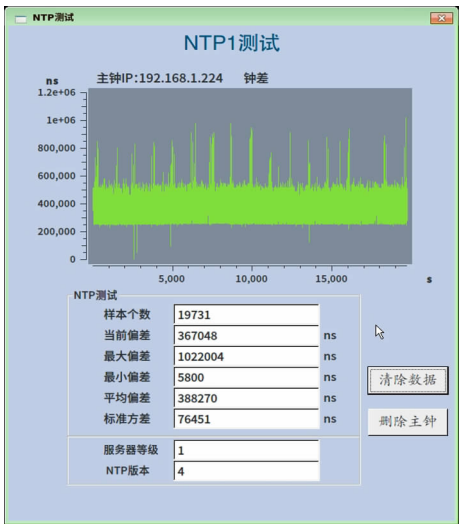 NTP测试
NTP1测试
ns 主钟IP:192.168.1.224 钟差
1.2e+06
1e+06
800,000
600,000
400,000
200,000
0
5,000 10,000 15,000 s
NTP测试
样本个数 19731
当前偏差 367048 ns
最大偏差 1022004 ns
最小偏差 5800 ns
平均偏差 388270 ns
标准方差 76451 ns
清除数据
删除主钟
服务器等级 1
NTP版本 4